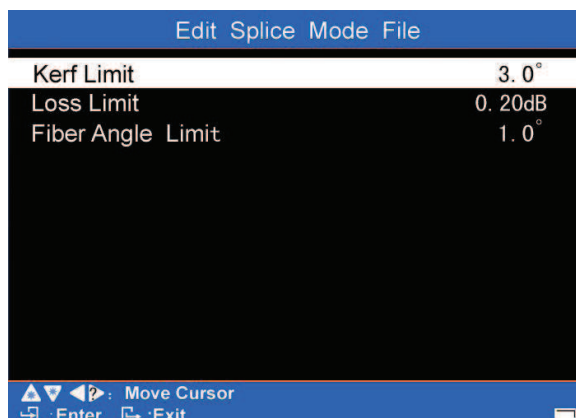 Edit Splice Mode File
Kerf Limit 3.0°
Loss Limit 0.20dB
Fiber Angle Limit 1.0°
?: Move Cursor
:Enter :Exit